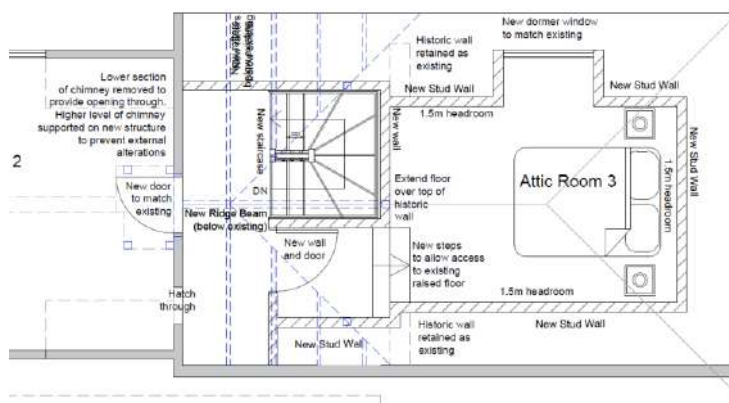 New dormer window
to match existing
Historic wall
retained as
existing
Lower section
of chimney removed to
provide opening through.
Higher level of chimney
supported on new structure
to prevent external
alterations
New Stud Wall
New Stud Wall
1.5m headroom
New staircase
New wall
New Stud Wall
1.5m headroom
2
Attic Room 3
New door
to match
existing
DN
Extend floor
over top of
historic
wall
New Ridge Beam
(below existing)
New wall
and door
New steps
to allow access
to existing
raised floor
Hatch
through
1.5m headroom
New Stud Wall
Historic wall
retained as
existing
New Stud Wall